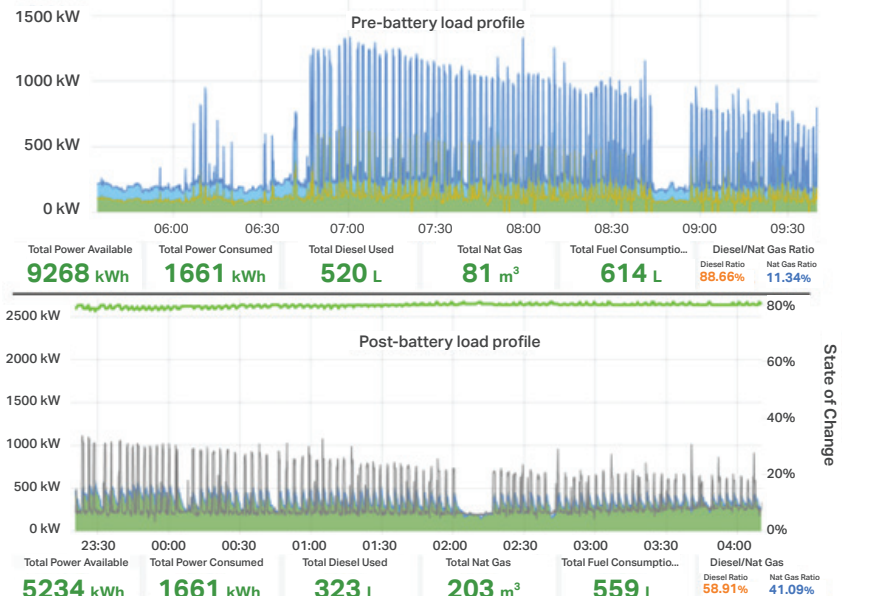 Pre-battery load profile
1500 kW
1000 kW
500 kW
0 kW
06:00 06:30 07:00 07:30 08:00 08:30 09:00 09:30
Total Power Available Total Power Consumed Total Diesel Used Total Nat Gas Total Fuel Consumptio... Diesel/Nat Gas Ratio
Diesel Ratio Nat Gas Ratio
9268 kWh 1661 kWh 520 L 81 m³ 614 L 88.66% 11.34%
Post-battery load profile
2500 kW
2000 kW
1500 kW
1000 kW
500 kW
0 kW
80%
60%
40%
20%
0%
State of Change
23:30 00:00 00:30 01:00 01:30 02:00 02:30 03:00 03:30 04:00
Total Power Available Total Power Consumed Total Diesel Used Total Nat Gas Total Fuel Consumptio... Diesel/Nat Gas
Diesel Ratio Nat Gas Ratio
5234 kWh 1661 kWh 323 L 203 m³ 559 L 58.91% 41.09%